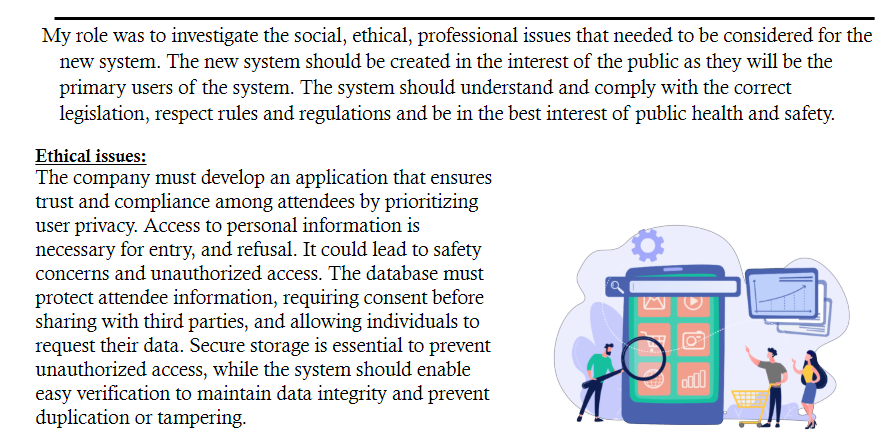 My role was to investigate the social, ethical, professional issues that needed to be considered for the
new system. The new system should be created in the interest of the public as they will be the
primary users of the system. The system should understand and comply with the correct
legislation, respect rules and regulations and be in the best interest of public health and safety.
Ethical issues:
The company must develop an application that ensures
trust and compliance among attendees by prioritizing
user privacy. Access to personal information is
necessary for entry, and refusal. It could lead to safety
concerns and unauthorized access. The database must
protect attendee information, requiring consent before
sharing with third parties, and allowing individuals to
request their data. Secure storage is essential to prevent
unauthorized access, while the system should enable
easy verification to maintain data integrity and prevent
duplication or tampering.